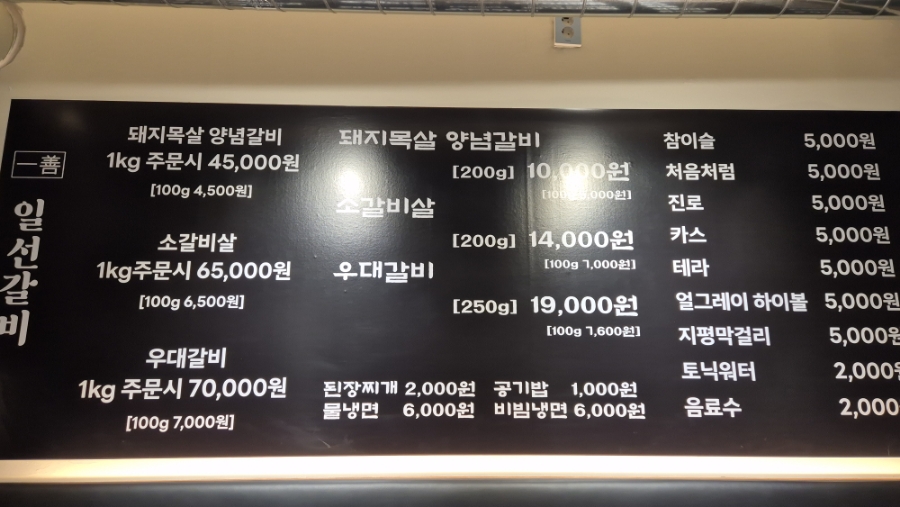 一善
일선갈비
돼지목살 양념갈비
1kg 주문시 45,000원
[100g 4,500원]
소갈비살
1kg주문시 65,000원
[100g 6,500원]
우대갈비
1kg 주문시 70,000원
[100g 7,000원]
돼지목살 양념갈비
[200g] 10,000원
[100g 5,000원]
소갈비살
[200g] 14,000원
[100g 7,000원]
우대갈비
[250g] 19,000원
[100g 7,600원]
된장찌개 2,000원 공기밥 1,000원
물냉면 6,000원 비빔냉면 6,000원
참이슬 5,000원
처음처럼 5,000원
진로 5,000원
카스 5,000원
테라 5,000원
얼그레이 하이볼 5,000원
지평막걸리 5,000원
토닉워터 2,000원
음료수 2,000